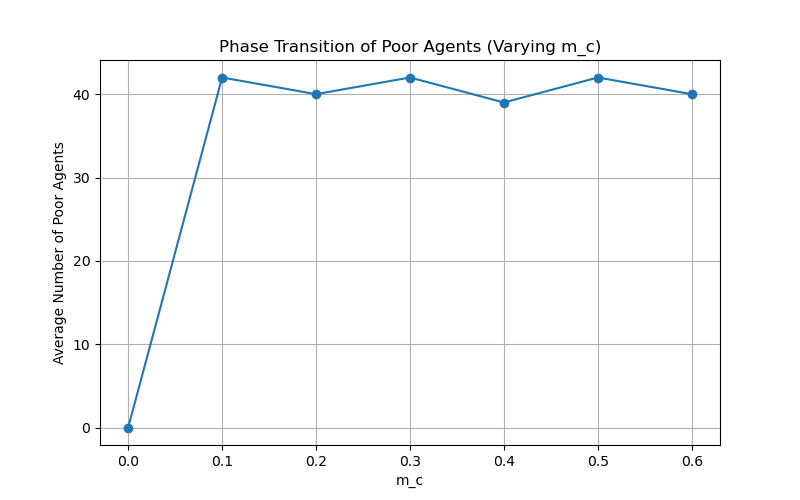 Phase Transition of Poor Agents (Varying m_c)
Average Number of Poor Agents
40
30
20
10
0
0.0 0.1 0.2 0.3 0.4 0.5 0.6
m_c